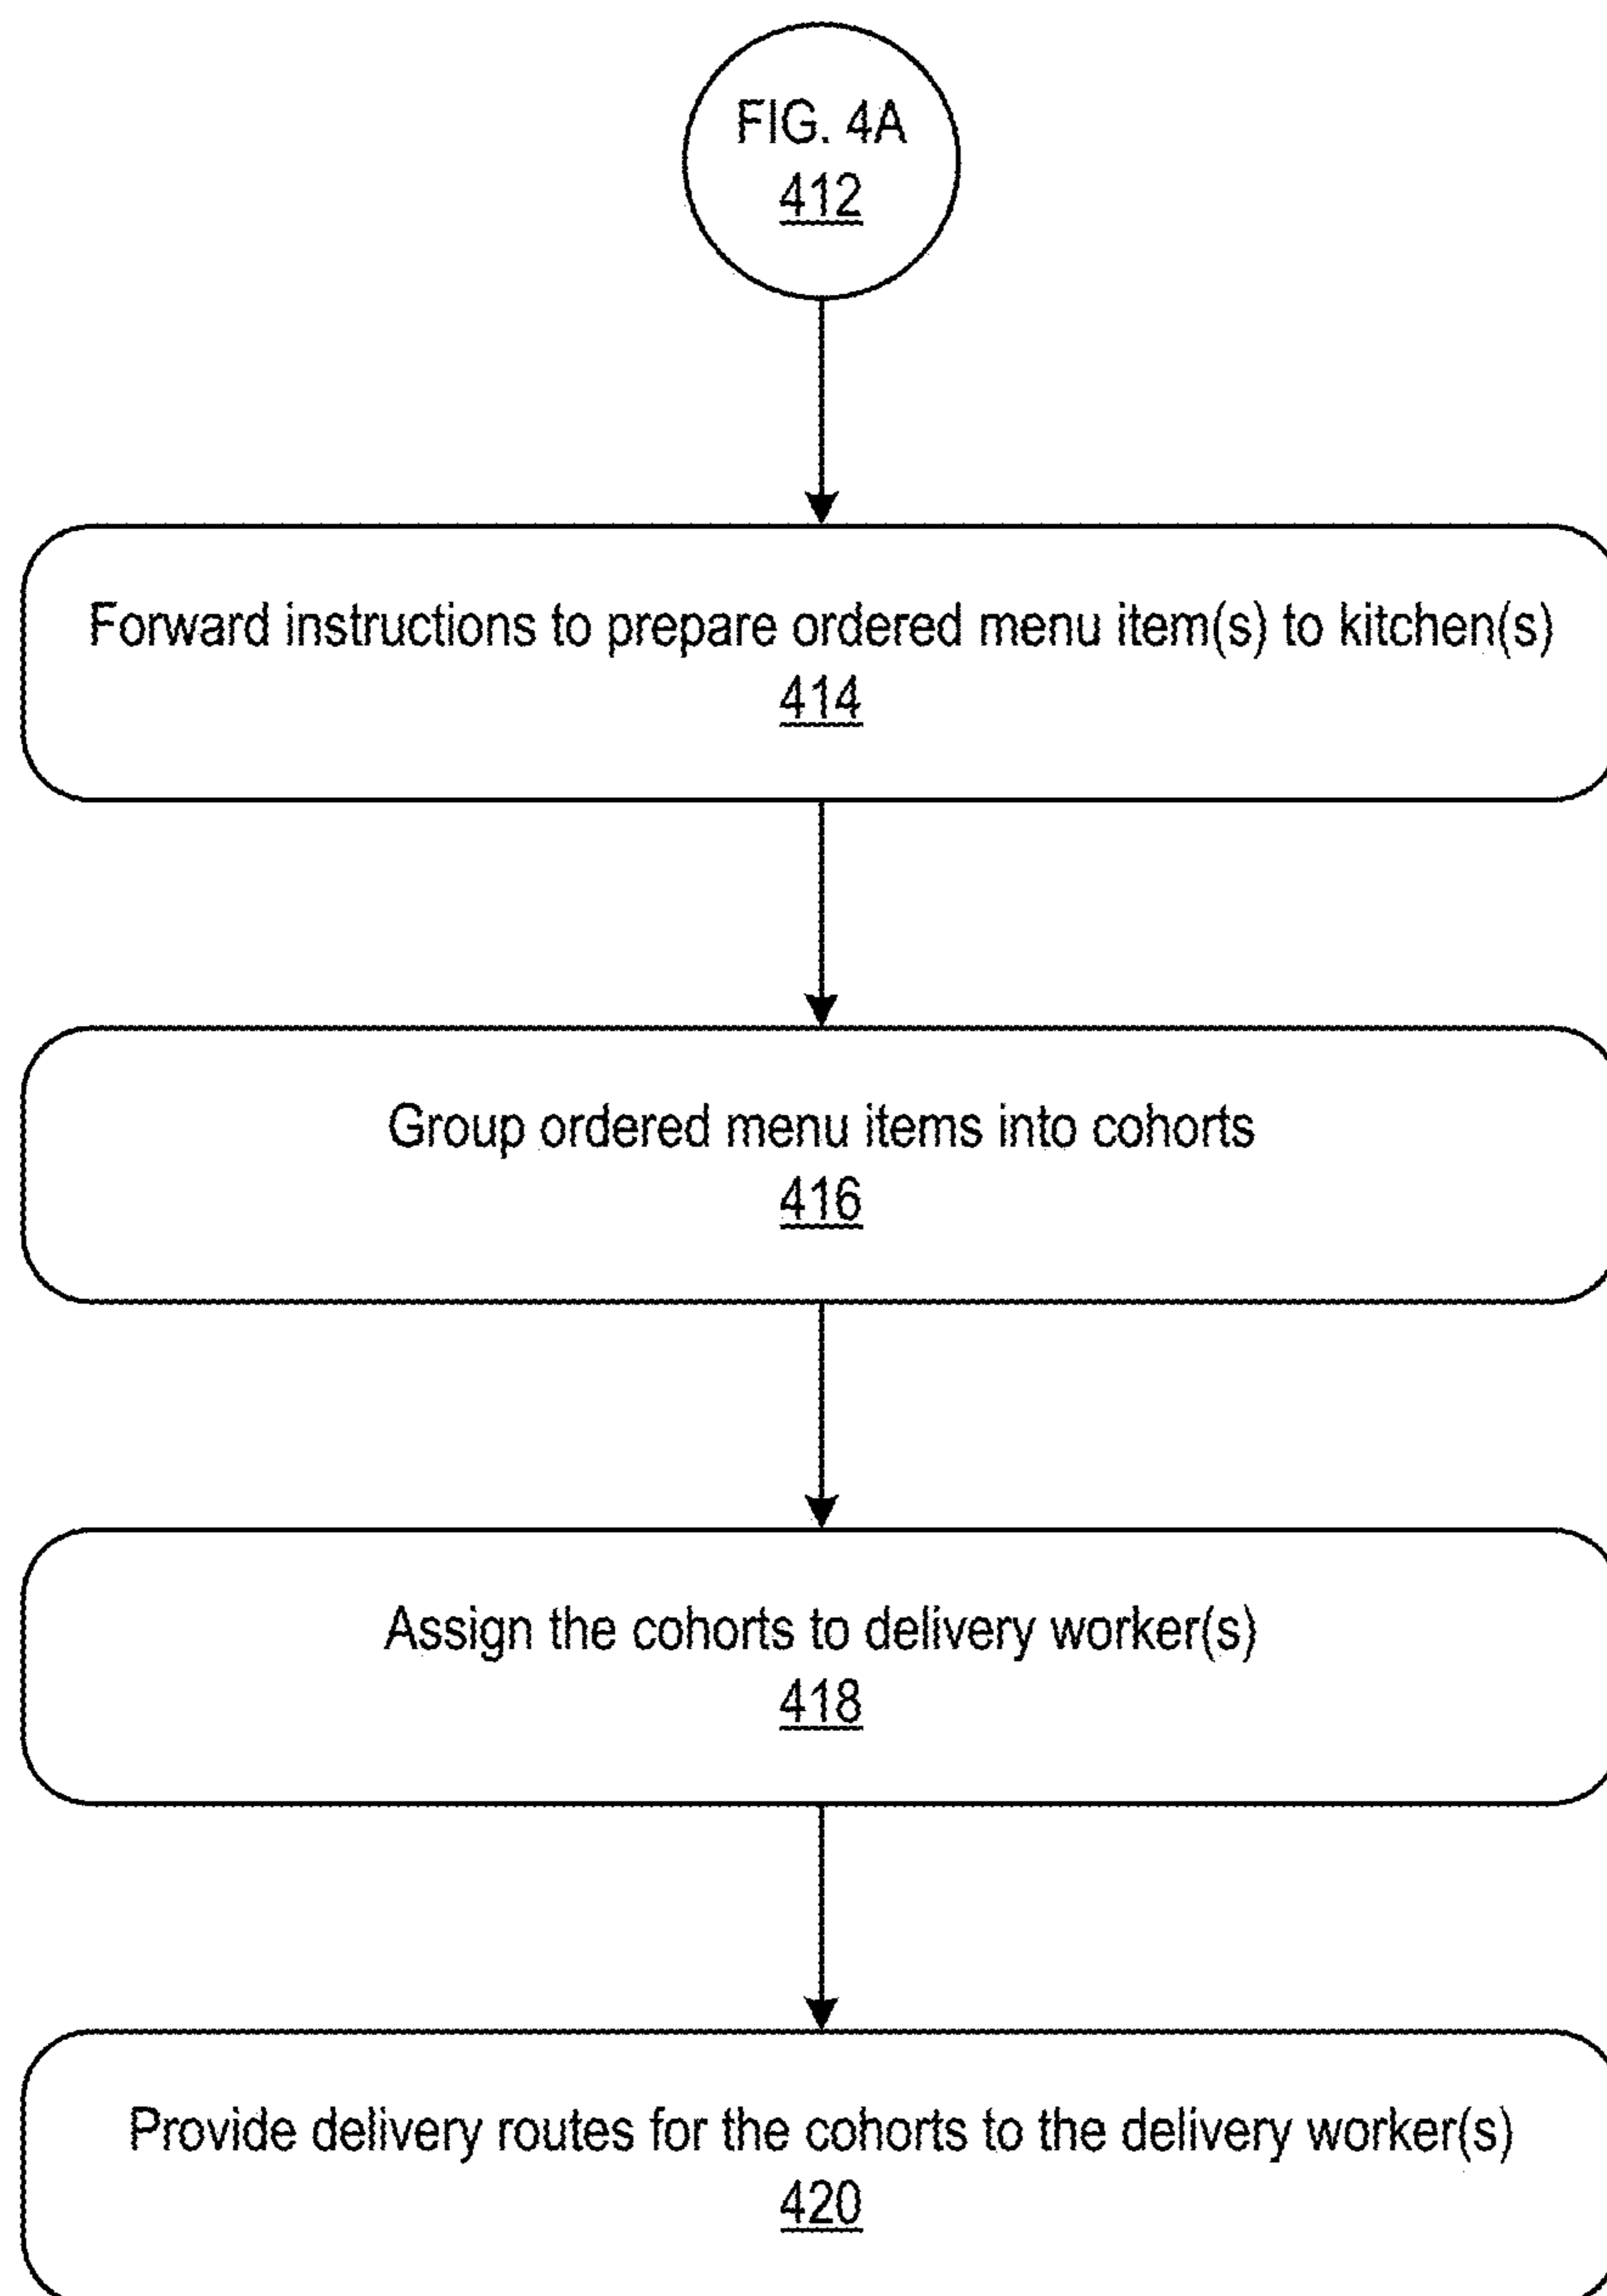 FIG. 4A
412
Forward instructions to prepare ordered menu item(s) to kitchen(s)
414
Group ordered menu items into cohorts
416
Assign the cohorts to delivery worker(s)
418
Provide delivery routes for the cohorts to the delivery worker(s)
420